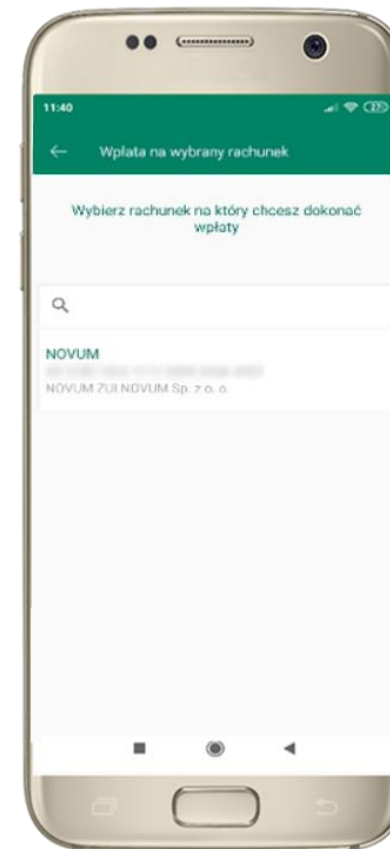 11:40
Wpłata na wybrany rachunek
Wybierz rachunek na który chcesz dokonać
wpłaty
NOVUM
NOVUM ZUI NOVUM Sp. z o. o.